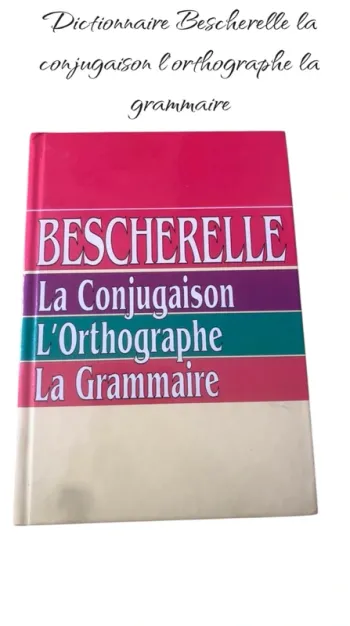 Dictionnaire Bescherelle la
conjugaison l'orthographe la
grammaire
BESCHERELLE
La Conjugaison
L'Orthographe
La Grammaire